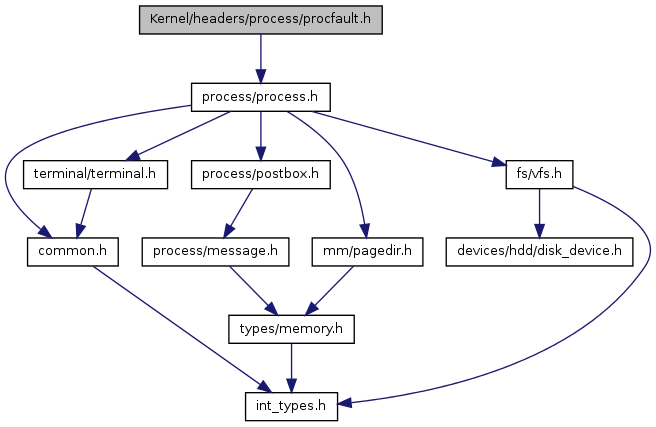 Kernel/headers/process/procfault.h
process/process.h
terminal/terminal.h
process/postbox.h
fs/vfs.h
common.h
process/message.h
mm/pagedir.h
devices/hdd/disk_device.h
types/memory.h
int_types.h